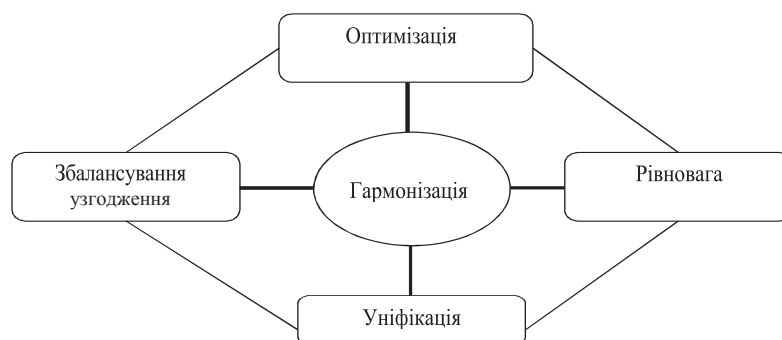 Оптимізація
Збалансування
узгодження
Гармонізація
Рівновага
Уніфікація